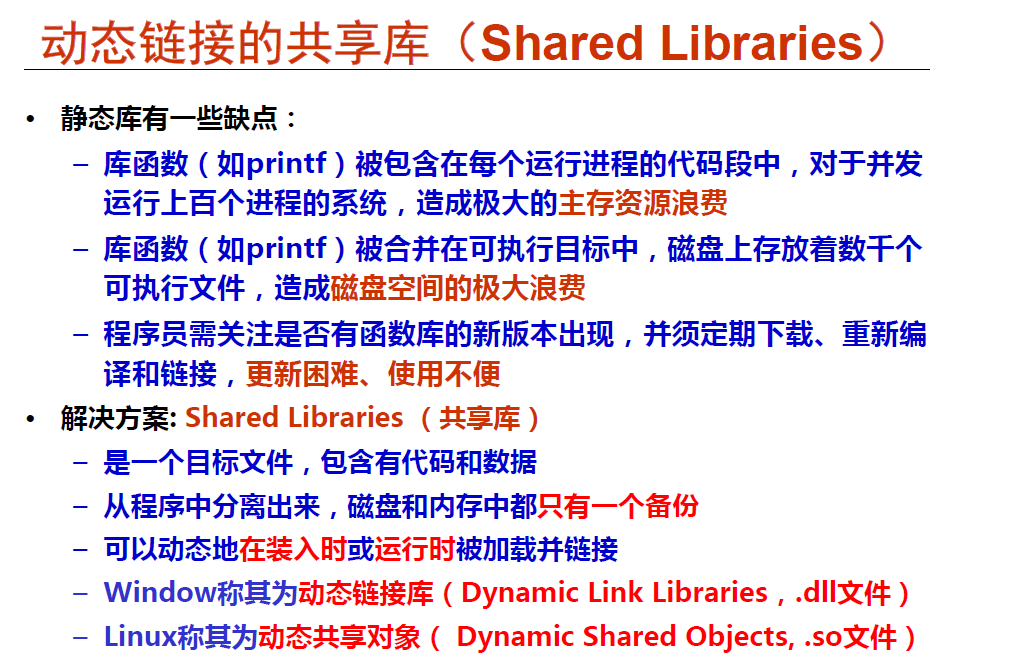 动态链接的共享库（Shared Libraries）
• 静态库有一些缺点：
– 库函数（如printf）被包含在每个运行进程的代码段中，对于并发
运行上百个进程的系统，造成极大的主存资源浪费
– 库函数（如printf）被合并在可执行目标中，磁盘上存放着数千个
可执行文件，造成磁盘空间的极大浪费
– 程序员需关注是否有函数库的新版本出现，并须定期下载、重新编
译和链接，更新困难、使用不便
• 解决方案: Shared Libraries （共享库）
– 是一个目标文件，包含有代码和数据
– 从程序中分离出来，磁盘和内存中都只有一个备份
– 可以动态地在装入时或运行时被加载并链接
– Window称其为动态链接库（Dynamic Link Libraries，.dll文件）
– Linux称其为动态共享对象（ Dynamic Shared Objects, .so文件）